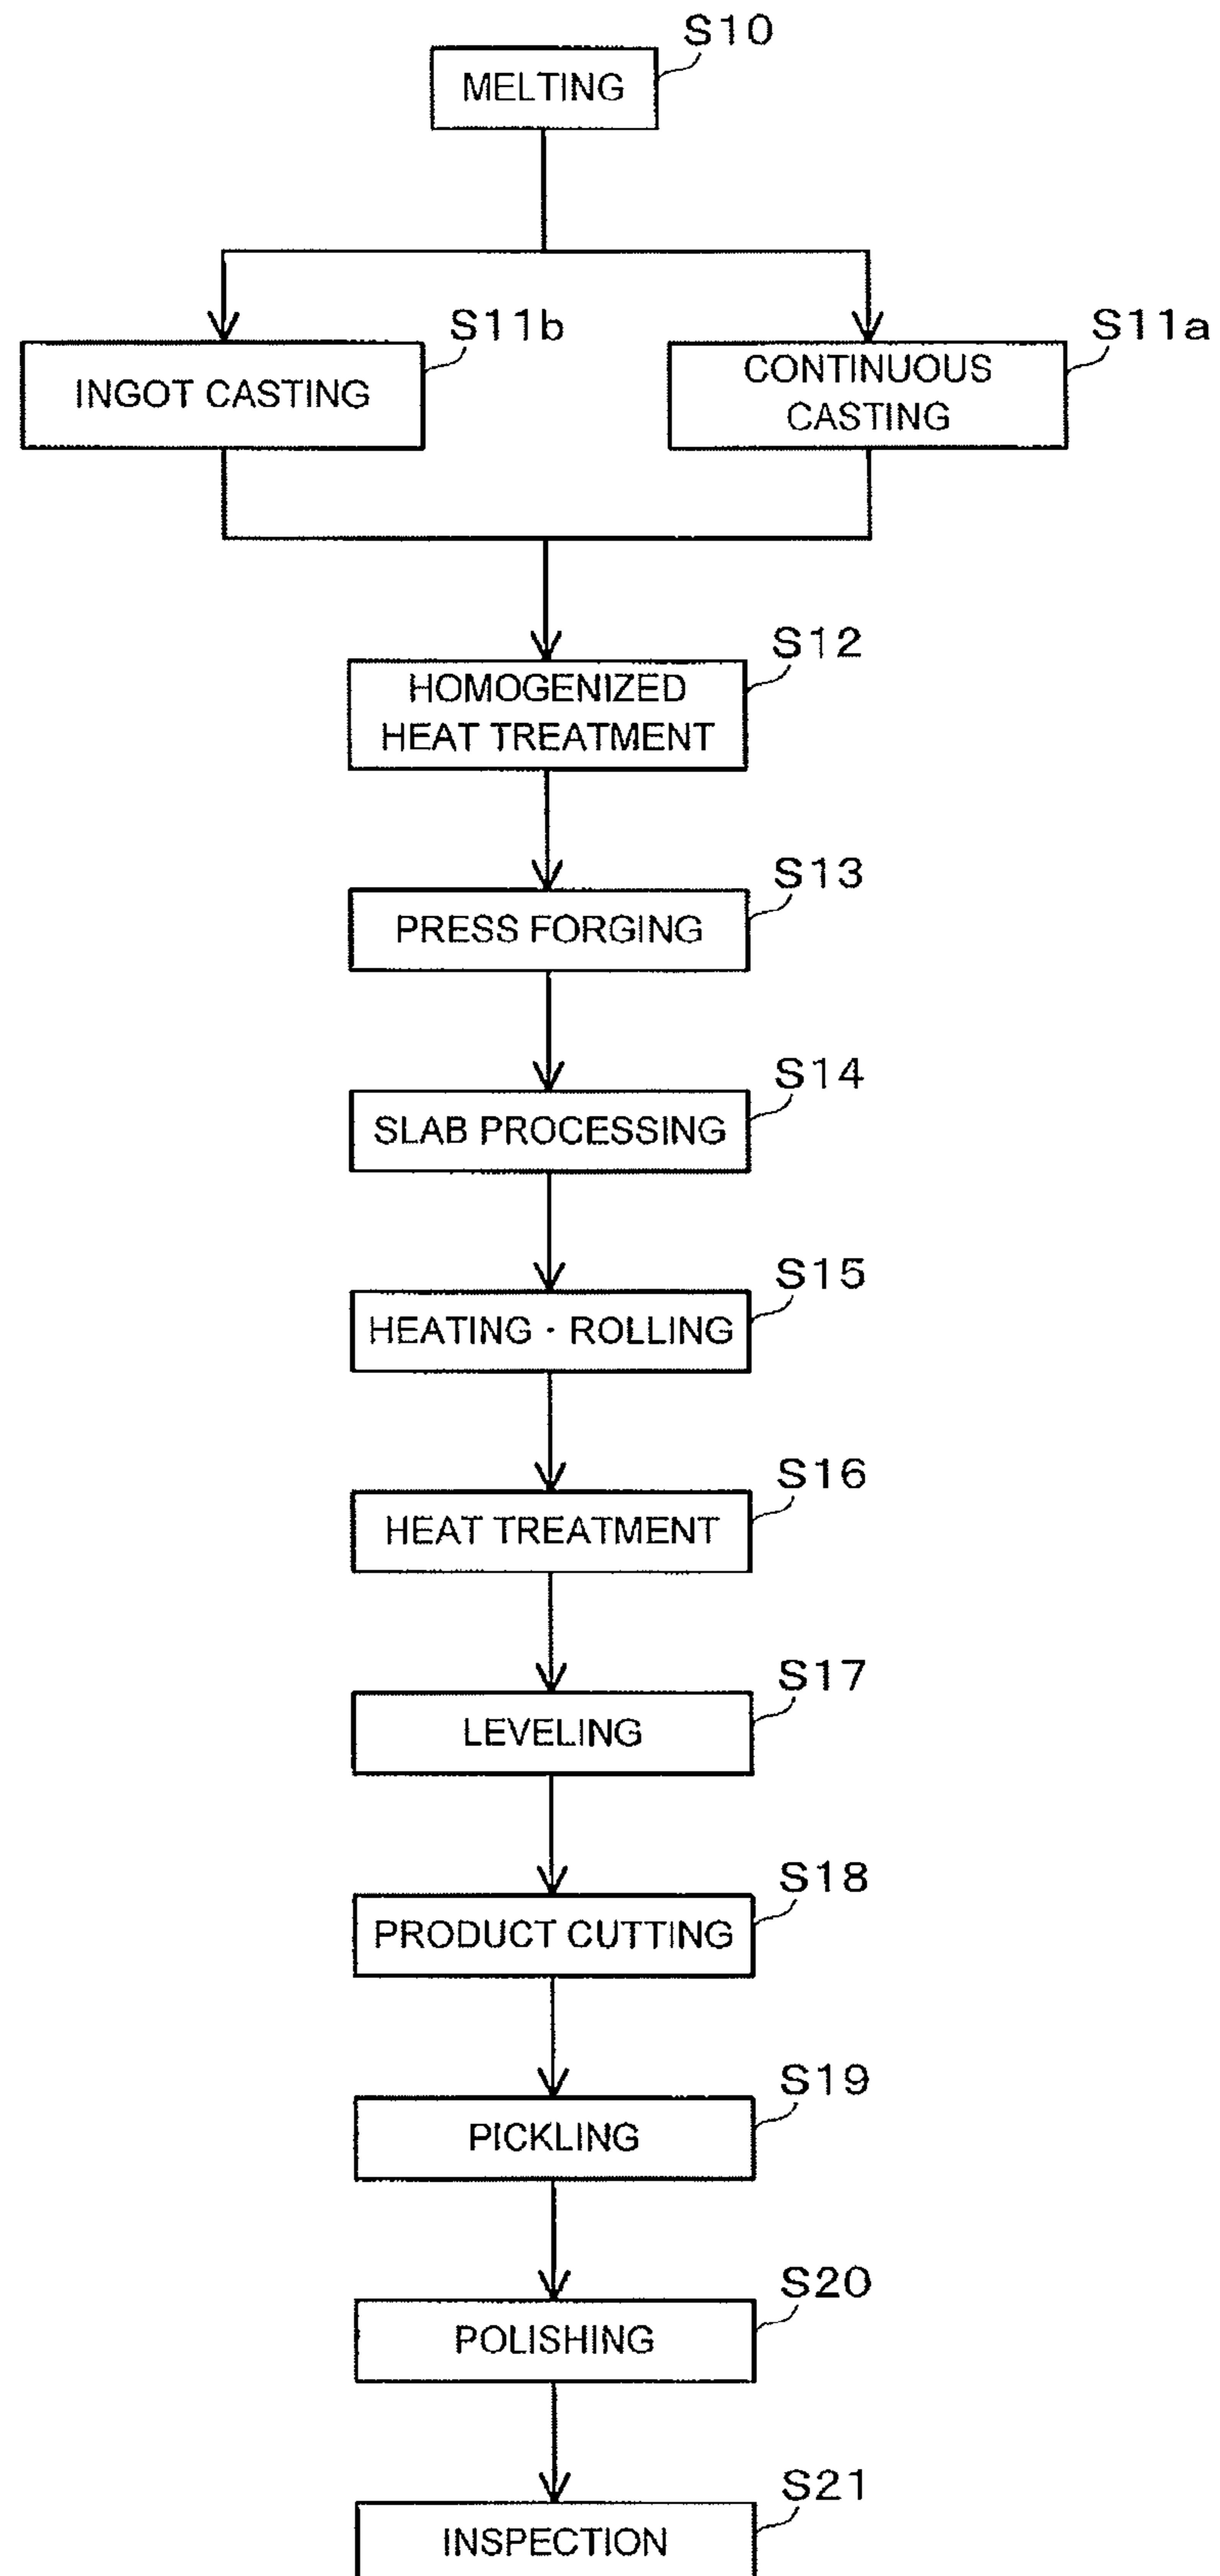 S10
MELTING
S11b
S11a
INGOT CASTING
CONTINUOUS
CASTING
S12
HOMOGENIZED
HEAT TREATMENT
S13
PRESS FORGING
S14
SLAB PROCESSING
S15
HEATING · ROLLING
S16
HEAT TREATMENT
S17
LEVELING
S18
PRODUCT CUTTING
S19
PICKLING
S20
POLISHING
S21
INSPECTION